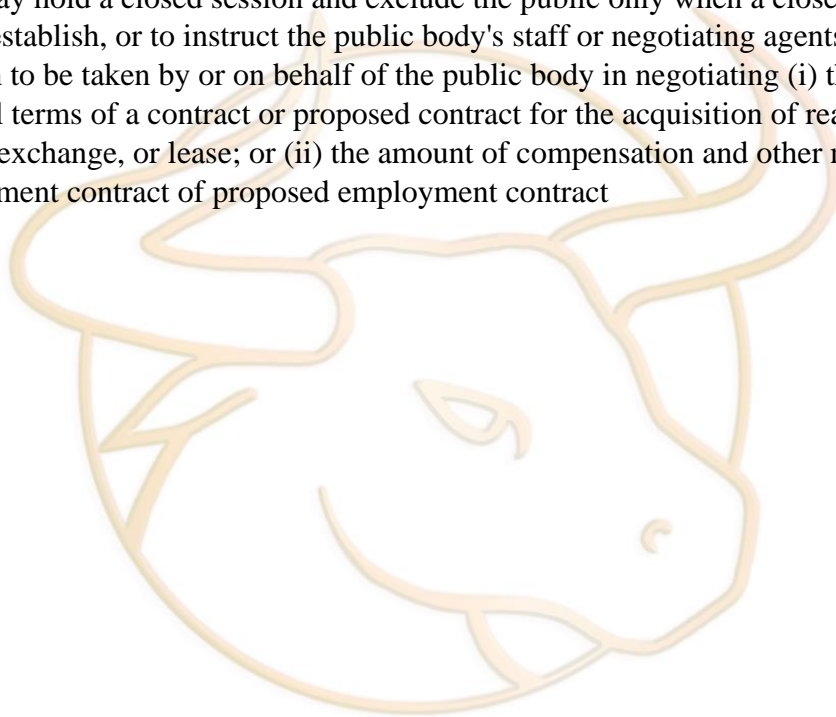 ay hold a closed session and exclude the public only when a close
establish, or to instruct the public body's staff or negotiating agents
to be taken by or on behalf of the public body in negotiating (i) t
terms of a contract or proposed contract for the acquisition of rea
exchange, or lease; or (ii) the amount of compensation and other
ment contract of proposed employment contract